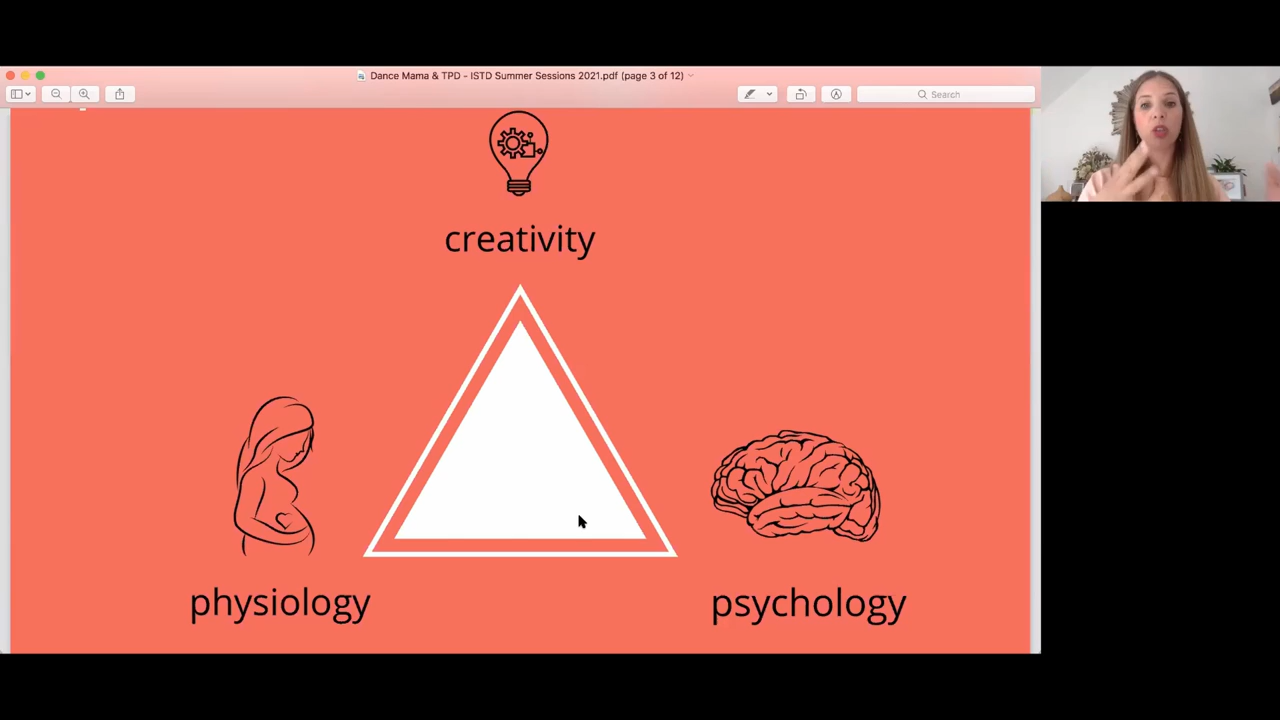 Dance Mama & TPD - ISTD Summer Sessions 2021.pdf (page 3 of 12)
Search
creativity
physiology
psychology